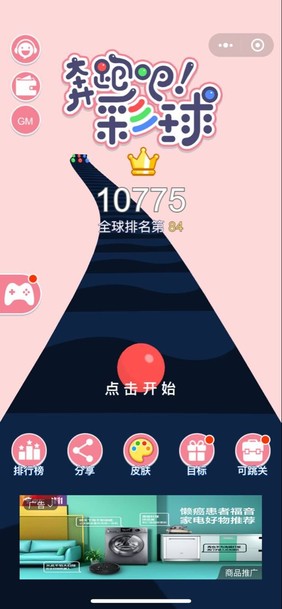 奔跑吧!
彩球
GM
10775
全球排名第 84
点击开始
排行榜
分享
皮肤
目标
可跳关
广告
懒癌患者福音
家电好物推荐
商品推广